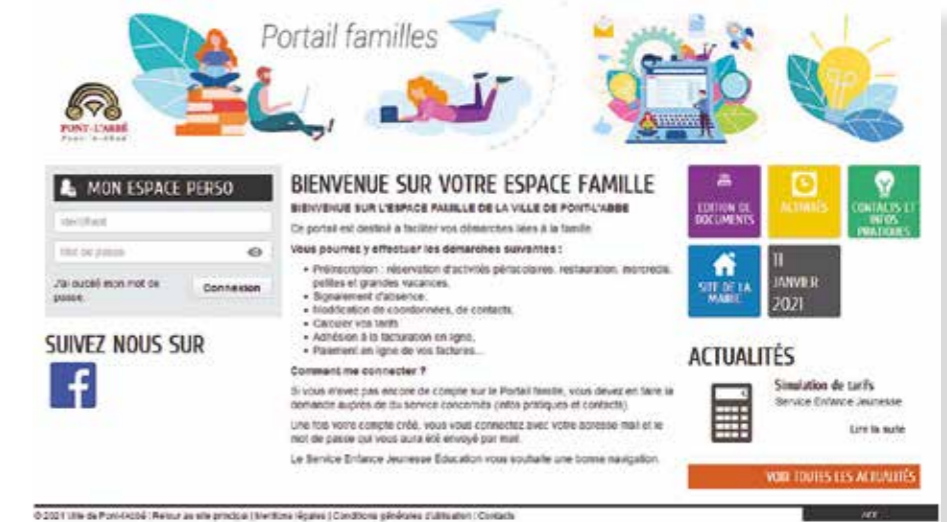 Portail familles
PONT-L'ABBÉ
MON ESPACE PERSO
Identifiant
Mot de passe
J'ai oublié mon mot de
passe.
Connexion
SUIVEZ NOUS SUR
BIENVENUE SUR VOTRE ESPACE FAMILLE
BIENVENUE SUR L'ESPACE FAMILLE DE LA VILLE DE PONT-L'ABBE
Ce portail est destiné à faciliter vos démarches liées à la famille.
Vous pourrez y effectuer les démarches suivantes :
• Préinscription : réservation d'activités périscolaires, restauration, mercredis,
petites et grandes vacances,
• Signalement d'absence,
• Modification de coordonnées, de contacts,
• Calculer vos tarifs
• Adhésion à la facturation en ligne,
• Paiement en ligne de vos factures...
Comment me connecter ?
Si vous n'avez pas encore de compte sur le Portail famille, vous devez en faire la
demande auprès de du service concernés (infos pratiques et contacts).
Une fois votre compte créé, vous vous connectez avec votre adresse mail et le
mot de passe qui vous aura été envoyé par mail.
Le Service Enfance Jeunesse Education vous souhaite une bonne navigation.
EDITION DE
DOCUMENTS
ACTIVITÉS
CONTACTS ET
INFOS
PRATIQUES
SITE DE LA
MAIRIE
11
JANVIER
2021
ACTUALITÉS
Simulation de tarifs
Service Enfance Jeunesse
Lire la suite
VOIR TOUTES LES ACTUALITÉS
© 2021 Ville de Pont-l'Abbé | Retour au site principal | Mentions légales | Conditions générales d'utilisation | Contacts